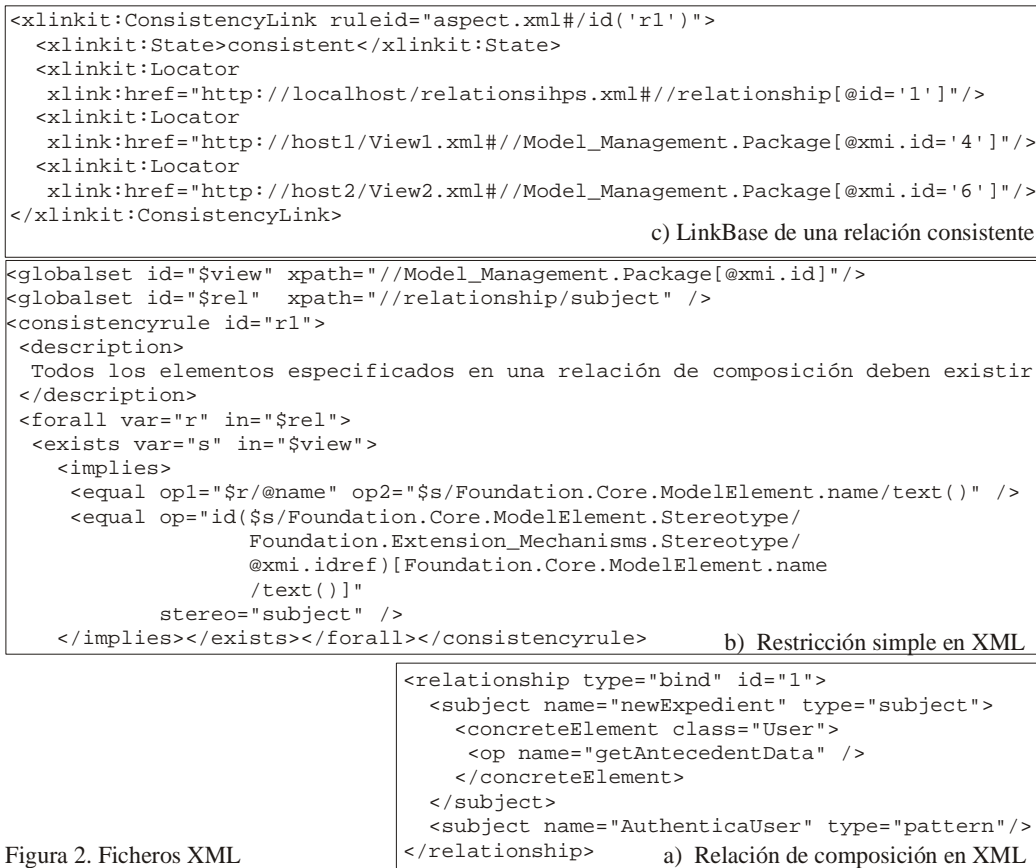 <xlinkit:ConsistencyLink ruleid="aspect.xml#/id('r1')">
  <xlinkit:State>consistent</xlinkit:State>
  <xlinkit:Locator
   xlink:href="http://localhost/relationsihps.xml#//relationship[@id='1']"/>
  <xlinkit:Locator
   xlink:href="http://host1/View1.xml#//Model_Management.Package[@xmi.id='4']"/>
  <xlinkit:Locator
   xlink:href="http://host2/View2.xml#//Model_Management.Package[@xmi.id='6']"/>
</xlinkit:ConsistencyLink>
c) LinkBase de una relación consistente
<globalset id="$view" xpath="//Model_Management.Package[@xmi.id]"/>
<globalset id="$rel"  xpath="//relationship/subject" />
<consistencyrule id="r1">
 <description>
  Todos los elementos especificados en una relación de composición deben existir
 </description>
 <forall var="r" in="$rel">
  <exists var="s" in="$view">
    <implies>
     <equal op1="$r/@name" op2="$s/Foundation.Core.ModelElement.name/text()" />
     <equal op="id($s/Foundation.Core.ModelElement.Stereotype/
                Foundation.Extension_Mechanisms.Stereotype/
                @xmi.idref)[Foundation.Core.ModelElement.name
                /text()]"
           stereo="subject" />
    </implies></exists></forall></consistencyrule>
b) Restricción simple en XML
<relationship type="bind" id="1">
  <subject name="newExpedient" type="subject">
    <concreteElement class="User">
     <op name="getAntecedentData" />
    </concreteElement>
  </subject>
  <subject name="AuthenticaUser" type="pattern"/>
</relationship>
a) Relación de composición en XML
Figura 2. Ficheros XML